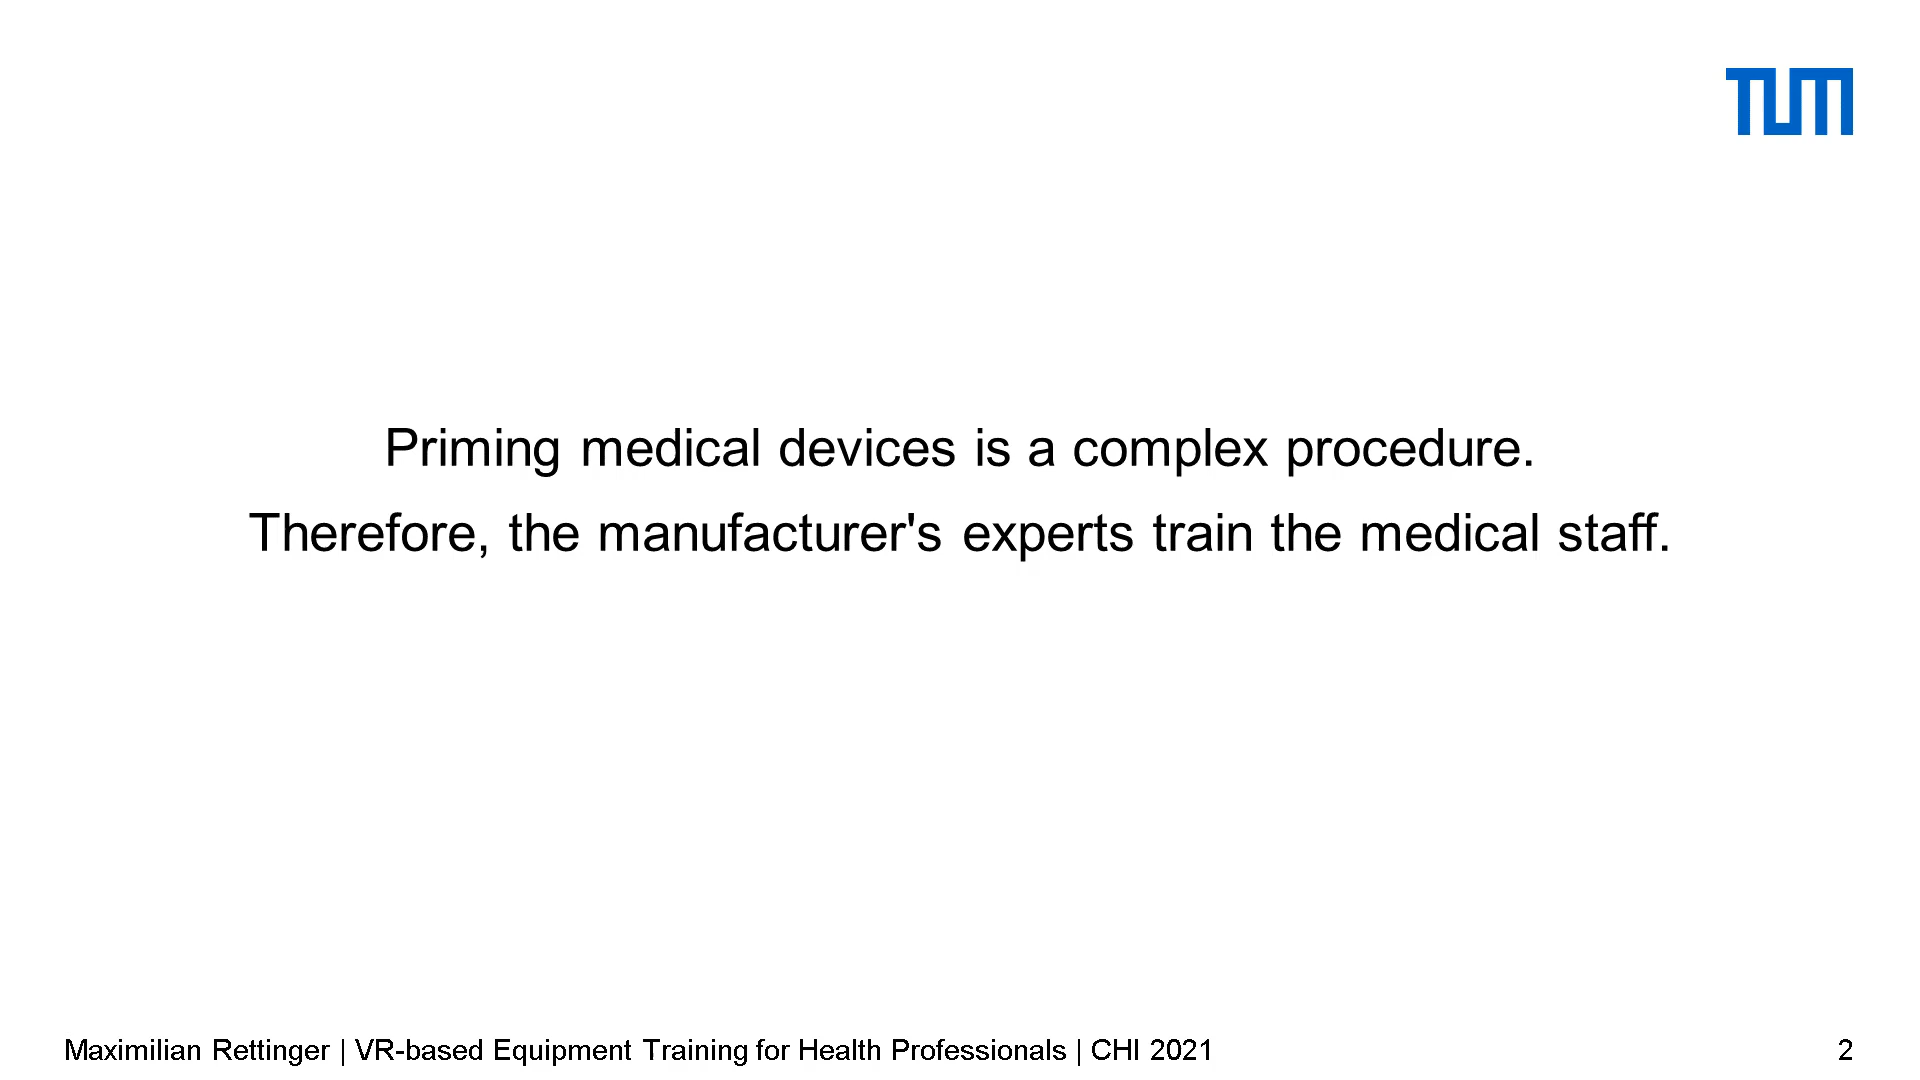 TUM
Priming medical devices is a complex procedure.
Therefore, the manufacturer's experts train the medical staff.
Maximilian Rettinger | VR-based Equipment Training for Health Professionals | CHI 2021
2